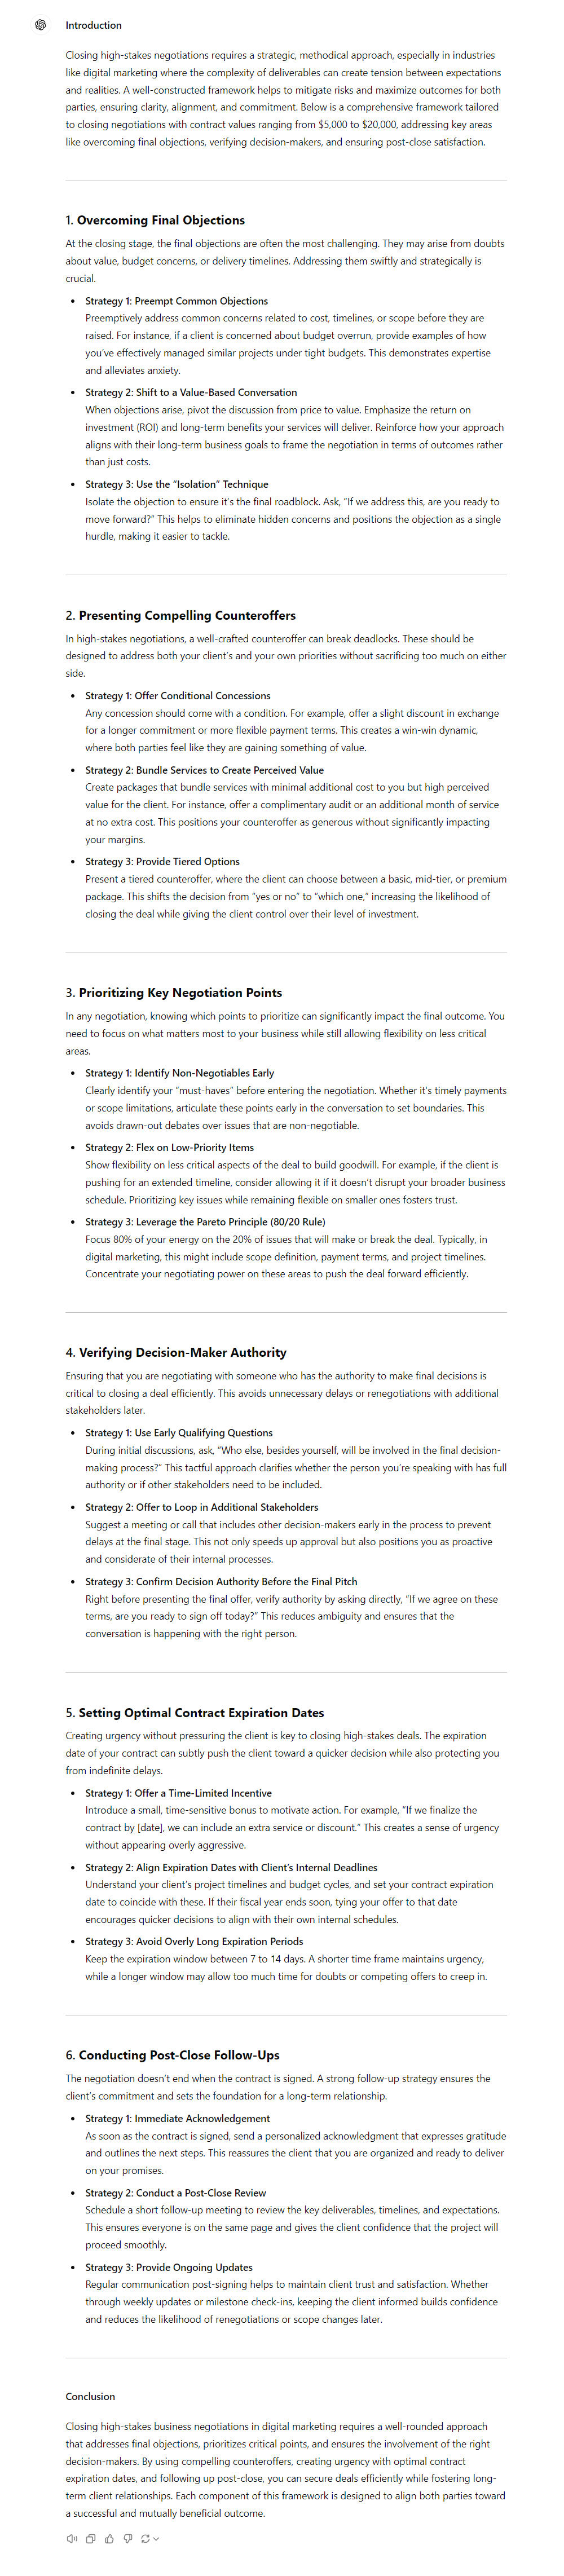 Introduction
Closing high-stakes negotiations requires a strategic, methodical approach, especially in industries
like digital marketing where the complexity of deliverables can create tension between expectations
and realities. A well-constructed framework helps to mitigate risks and maximize outcomes for both
parties, ensuring clarity, alignment, and commitment. Below is a comprehensive framework tailored
to closing negotiations with contract values ranging from $5,000 to $20,000, addressing key areas
like overcoming final objections, verifying decision-makers, and ensuring post-close satisfaction.
1. Overcoming Final Objections
At the closing stage, the final objections are often the most challenging. They may arise from doubts
about value, budget concerns, or delivery timelines. Addressing them swiftly and strategically is
crucial.
• Strategy 1: Preempt Common Objections
Preemptively address common concerns related to cost, timelines, or scope before they are
raised. For instance, if a client is concerned about budget overrun, provide examples of how
you've effectively managed similar projects under tight budgets. This demonstrates expertise
and alleviates anxiety.
• Strategy 2: Shift to a Value-Based Conversation
When objections arise, pivot the discussion from price to value. Emphasize the return on
investment (ROI) and long-term benefits your services will deliver. Reinforce how your approach
aligns with their long-term business goals to frame the negotiation in terms of outcomes rather
than just costs.
• Strategy 3: Use the “Isolation” Technique
Isolate the objection to ensure it's the final roadblock. Ask, “If we address this, are you ready to
move forward?” This helps to eliminate hidden concerns and positions the objection as a single
hurdle, making it easier to tackle.
2. Presenting Compelling Counteroffers
In high-stakes negotiations, a well-crafted counteroffer can break deadlocks. These should be
designed to address both your client's and your own priorities without sacrificing too much on either
side.
• Strategy 1: Offer Conditional Concessions
Any concession should come with a condition. For example, offer a slight discount in exchange
for a longer commitment or more flexible payment terms. This creates a win-win dynamic,
where both parties feel like they are gaining something of value.
• Strategy 2: Bundle Services to Create Perceived Value
Create packages that bundle services with minimal additional cost to you but high perceived
value for the client. For instance, offer a complimentary audit or an additional month of service
at no extra cost. This positions your counteroffer as generous without significantly impacting
your margins.
• Strategy 3: Provide Tiered Options
Present a tiered counteroffer, where the client can choose between a basic, mid-tier, or premium
package. This shifts the decision from “yes or no” to “which one,” increasing the likelihood of
closing the deal while giving the client control over their level of investment.
3. Prioritizing Key Negotiation Points
In any negotiation, knowing which points to prioritize can significantly impact the final outcome. You
need to focus on what matters most to your business while still allowing flexibility on less critical
areas.
• Strategy 1: Identify Non-Negotiables Early
Clearly identify your “must-haves” before entering the negotiation. Whether it's timely payments
or scope limitations, articulate these points early in the conversation to set boundaries. This
avoids drawn-out debates over issues that are non-negotiable.
• Strategy 2: Flex on Low-Priority Items
Show flexibility on less critical aspects of the deal to build goodwill. For example, if the client is
pushing for an extended timeline, consider allowing it if it doesn't disrupt your broader business
schedule. Prioritizing key issues while remaining flexible on smaller ones fosters trust.
• Strategy 3: Leverage the Pareto Principle (80/20 Rule)
Focus 80% of your energy on the 20% of issues that will make or break the deal. Typically, in
digital marketing, this might include scope definition, payment terms, and project timelines.
Concentrate your negotiating power on these areas to push the deal forward efficiently.
4. Verifying Decision-Maker Authority
Ensuring that you are negotiating with someone who has the authority to make final decisions is
critical to closing a deal efficiently. This avoids unnecessary delays or renegotiations with additional
stakeholders later.
• Strategy 1: Use Early Qualifying Questions
During initial discussions, ask, “Who else, besides yourself, will be involved in the final decision-
making process?” This tactful approach clarifies whether the person you're speaking with has full
authority or if other stakeholders need to be included.
• Strategy 2: Offer to Loop in Additional Stakeholders
Suggest a meeting or call that includes other decision-makers early in the process to prevent
delays at the final stage. This not only speeds up approval but also positions you as proactive
and considerate of their internal processes.
• Strategy 3: Confirm Decision Authority Before the Final Pitch
Right before presenting the final offer, verify authority by asking directly, “If we agree on these
terms, are you ready to sign off today?” This reduces ambiguity and ensures that the
conversation is happening with the right person.
5. Setting Optimal Contract Expiration Dates
Creating urgency without pressuring the client is key to closing high-stakes deals. The expiration
date of your contract can subtly push the client toward a quicker decision while also protecting you
from indefinite delays.
• Strategy 1: Offer a Time-Limited Incentive
Introduce a small, time-sensitive bonus to motivate action. For example, “If we finalize the
contract by [date], we can include an extra service or discount.” This creates a sense of urgency
without appearing overly aggressive.
• Strategy 2: Align Expiration Dates with Client's Internal Deadlines
Understand your client's project timelines and budget cycles, and set your contract expiration
date to coincide with these. If their fiscal year ends soon, tying your offer to that date
encourages quicker decisions to align with their own internal schedules.
• Strategy 3: Avoid Overly Long Expiration Periods
Keep the expiration window between 7 to 14 days. A shorter time frame maintains urgency,
while a longer window may allow too much time for doubts or competing offers to creep in.
6. Conducting Post-Close Follow-Ups
The negotiation doesn't end when the contract is signed. A strong follow-up strategy ensures the
client's commitment and sets the foundation for a long-term relationship.
• Strategy 1: Immediate Acknowledgement
As soon as the contract is signed, send a personalized acknowledgment that expresses gratitude
and outlines the next steps. This reassures the client that you are organized and ready to deliver
on your promises.
• Strategy 2: Conduct a Post-Close Review
Schedule a short follow-up meeting to review the key deliverables, timelines, and expectations.
This ensures everyone is on the same page and gives the client confidence that the project will
proceed smoothly.
• Strategy 3: Provide Ongoing Updates
Regular communication post-signing helps to maintain client trust and satisfaction. Whether
through weekly updates or milestone check-ins, keeping the client informed builds confidence
and reduces the likelihood of renegotiations or scope changes later.
Conclusion
Closing high-stakes business negotiations in digital marketing requires a well-rounded approach
that addresses final objections, prioritizes critical points, and ensures the involvement of the right
decision-makers. By using compelling counteroffers, creating urgency with optimal contract
expiration dates, and following up post-close, you can secure deals efficiently while fostering long-
term client relationships. Each component of this framework is designed to align both parties toward
a successful and mutually beneficial outcome.